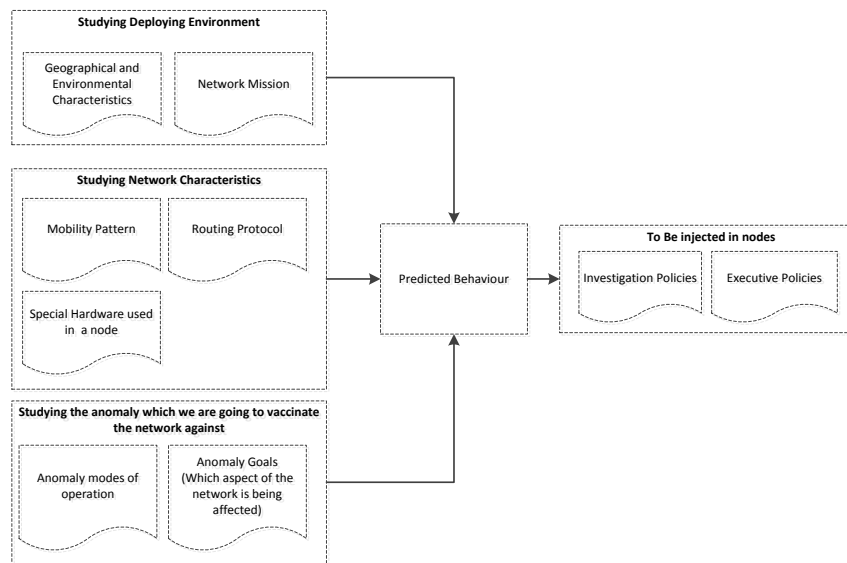 Studying Deploying Environment
Geographical and
Environmental
Characteristics
Network Mission
Studying Network Characteristics
Mobility Pattern
Routing Protocol
Special Hardware used
in a node
Studying the anomaly which we are going to vaccinate
the network against
Anomaly modes of
operation
Anomaly Goals
(Which aspect of the
network is being
affected)
Predicted Behaviour
To Be injected in nodes
Investigation Policies
Executive Policies